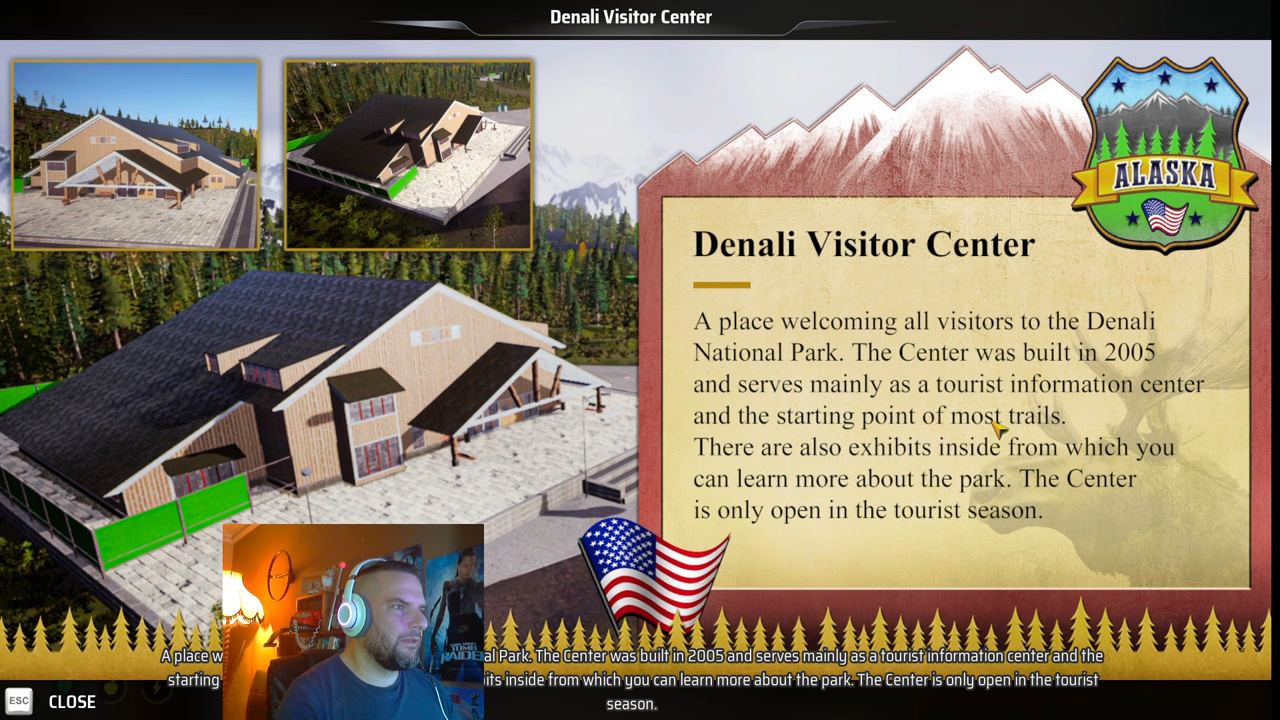 Denali Visitor Center
ALASKA
Denali Visitor Center
A place welcoming all visitors to the Denali
National Park. The Center was built in 2005
and serves mainly as a tourist information center
and the starting point of most trails.
There are also exhibits inside from which you
can learn more about the park. The Center
is only open in the tourist season.
TOMB
RAIDER
A place w al Park. The Center was built in 2005 and serves mainly as a tourist information center and the
starting its inside from which you can learn more about the park. The Center is only open in the tourist
season.
ESC CLOSE